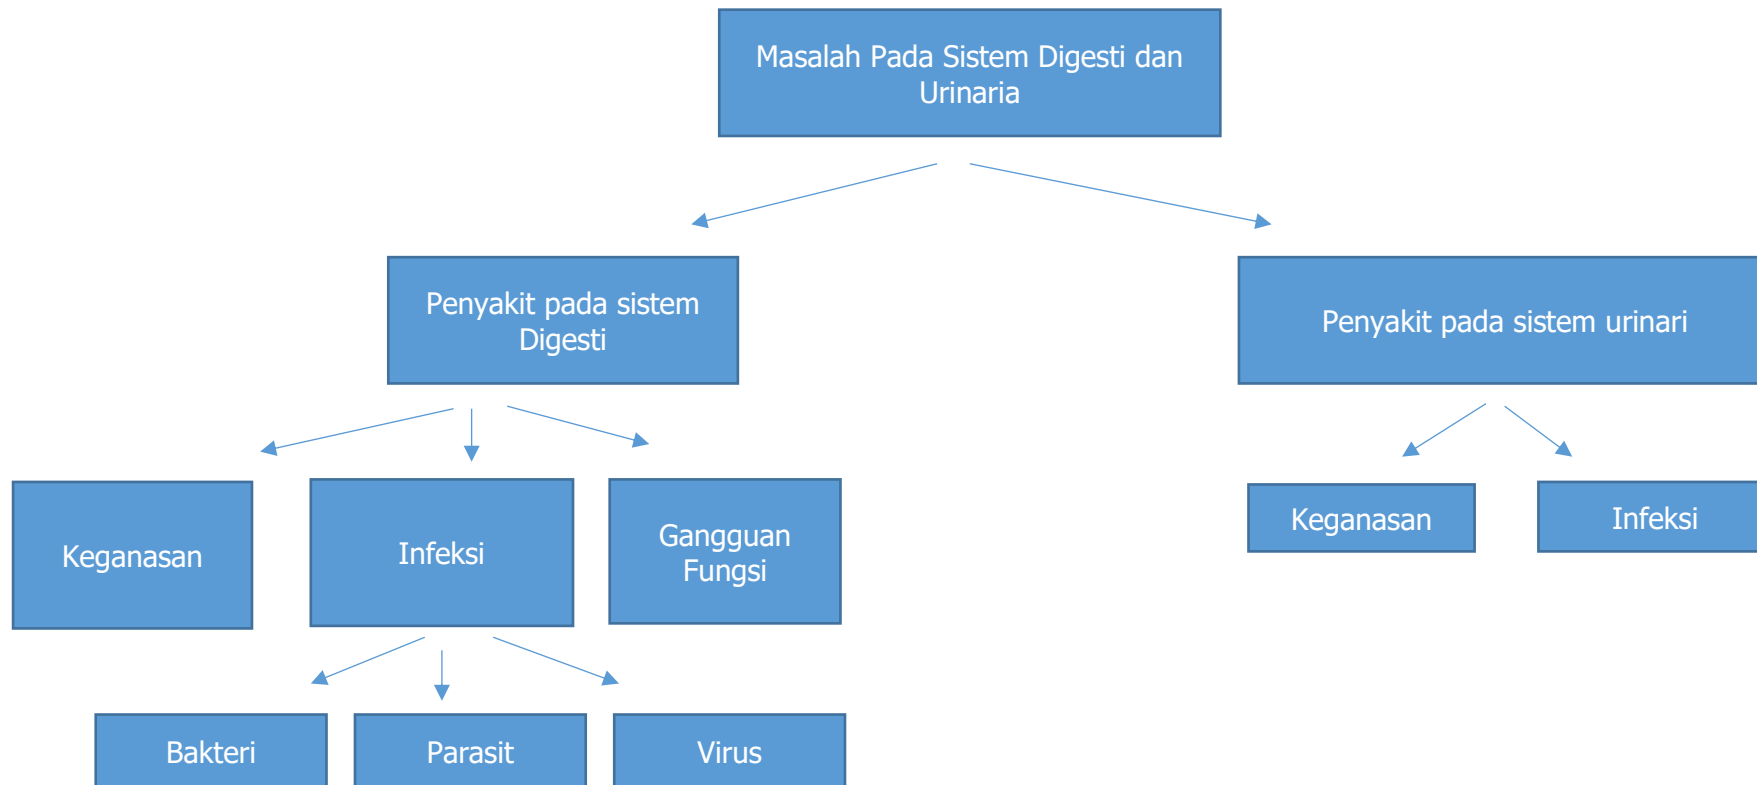 Masalah Pada Sistem Digesti dan
Urinaria
Penyakit pada sistem
Digesti
Penyakit pada sistem urinari
Keganasan
Infeksi
Gangguan
Fungsi
Keganasan
Infeksi
Bakteri
Parasit
Virus